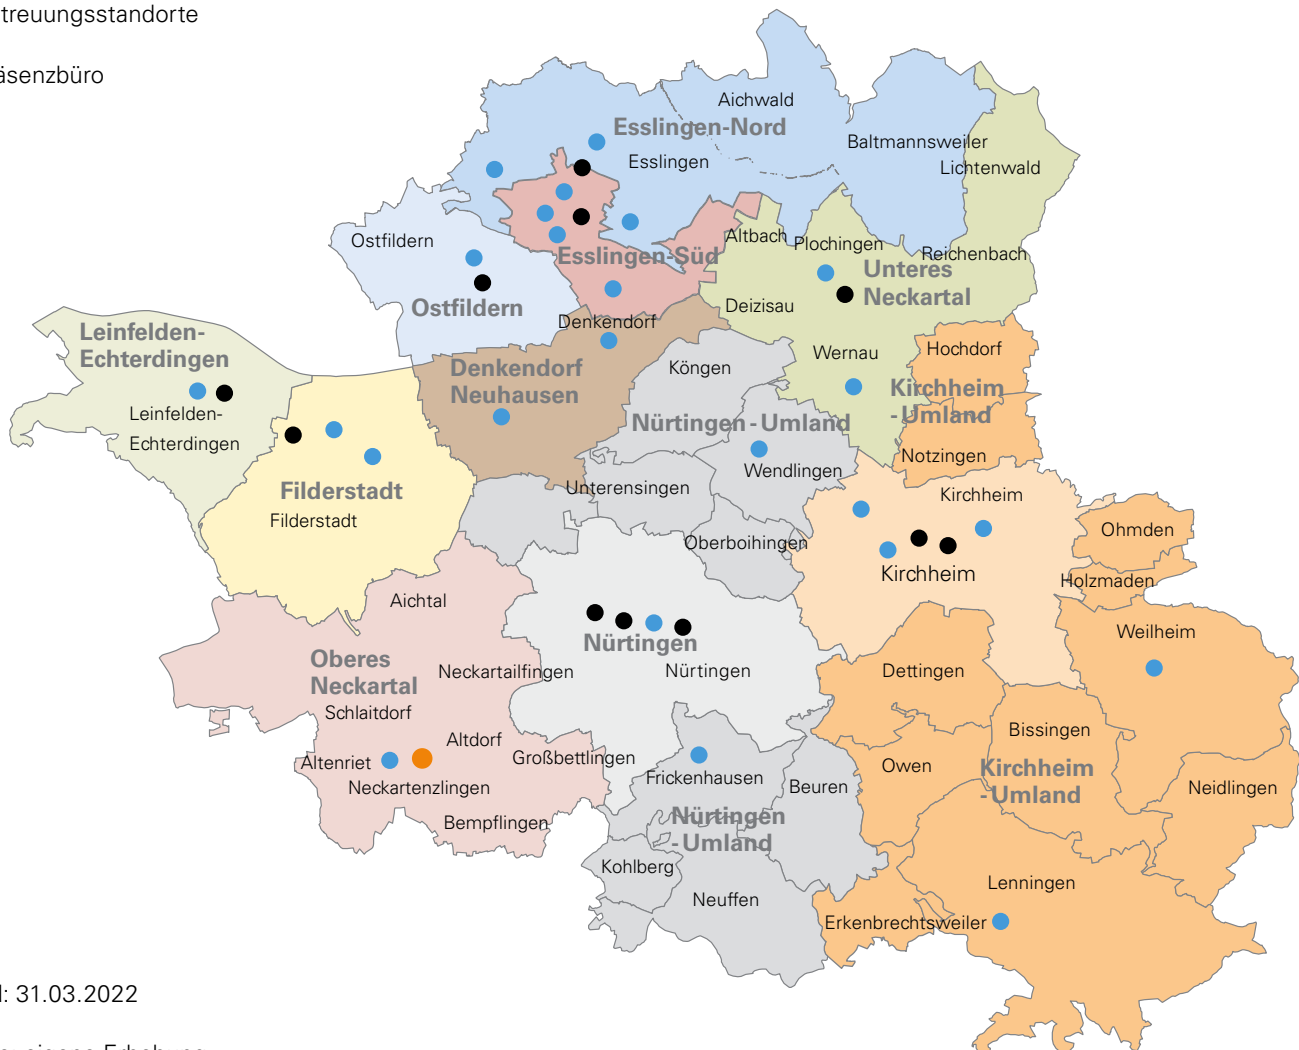 treuungsstandorte
äsenzbüro
Aichwald
Esslingen-Nord
Baltmannsweiler
Esslingen
Lichtenwald
Ostfildern
Altbach
Plochingen
Reichenbach
Esslingen-Süd
Unteres
Neckartal
Ostfildern
Deizisau
Denkendorf
Leinfelden-
Echterdingen
Wernau
Hochdorf
Denkendorf
Neuhausen
Köngen
Kirchheim
-Umland
Leinfelden-
Echterdingen
Nürtingen-Umland
Notzingen
Wendlingen
Filderstadt
Unterensingen
Kirchheim
Filderstadt
Ohmden
Oberboihingen
Kirchheim
Holzmaden
Aichtal
Weilheim
Nürtingen
Oberes
Neckartal
Neckartailfingen
Nürtingen
Dettingen
Schlaitdorf
Bissingen
Altdorf
Altenriet
Großbettlingen
Owen
Kirchheim
-Umland
Frickenhausen
Beuren
Neckartenzlingen
Neidlingen
Nürtingen
-Umland
Bempflingen
Kohlberg
Lenningen
Neuffen
Erkenbrechtsweiler
: 31.03.2022